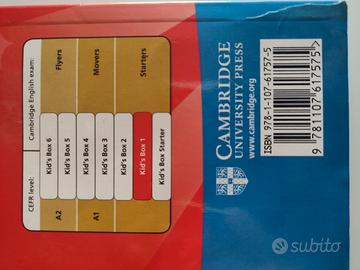 CEFR level: Cambridge English exam:
Kid's Box 6
A2 Flyers
Kid's Box 5
Kid's Box 4
A1 Movers
Kid's Box 3
Kid's Box 2
Kid's Box 1 Starters
Kid's Box Starter
CAMBRIDGE
UNIVERSITY PRESS
www.cambridge.org
ISBN 978-1-107-61757-5
9 781107 617575 >
subito